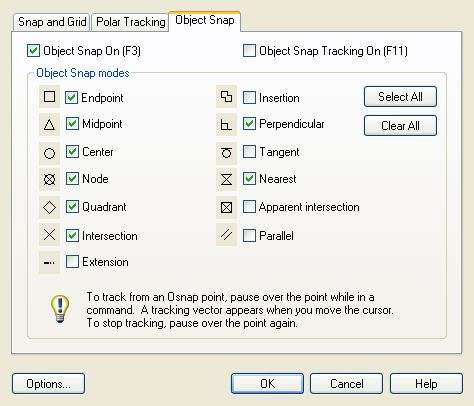 Snap and Grid Polar Tracking Object Snap
Object Snap On (F3) Object Snap Tracking On (F11)
Object Snap modes
Endpoint Insertion Select All
Midpoint Perpendicular Clear All
Center Tangent
Node Nearest
Quadrant Apparent intersection
Intersection Parallel
Extension
To track from an Osnap point, pause over the point while in a
command. A tracking vector appears when you move the cursor.
To stop tracking, pause over the point again.
Options... OK Cancel Help